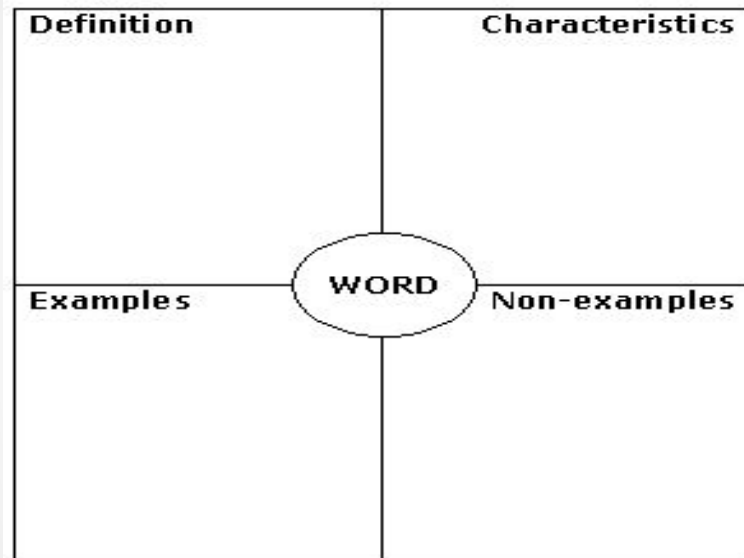 Definition
Characteristics
WORD
Examples
Non-examples